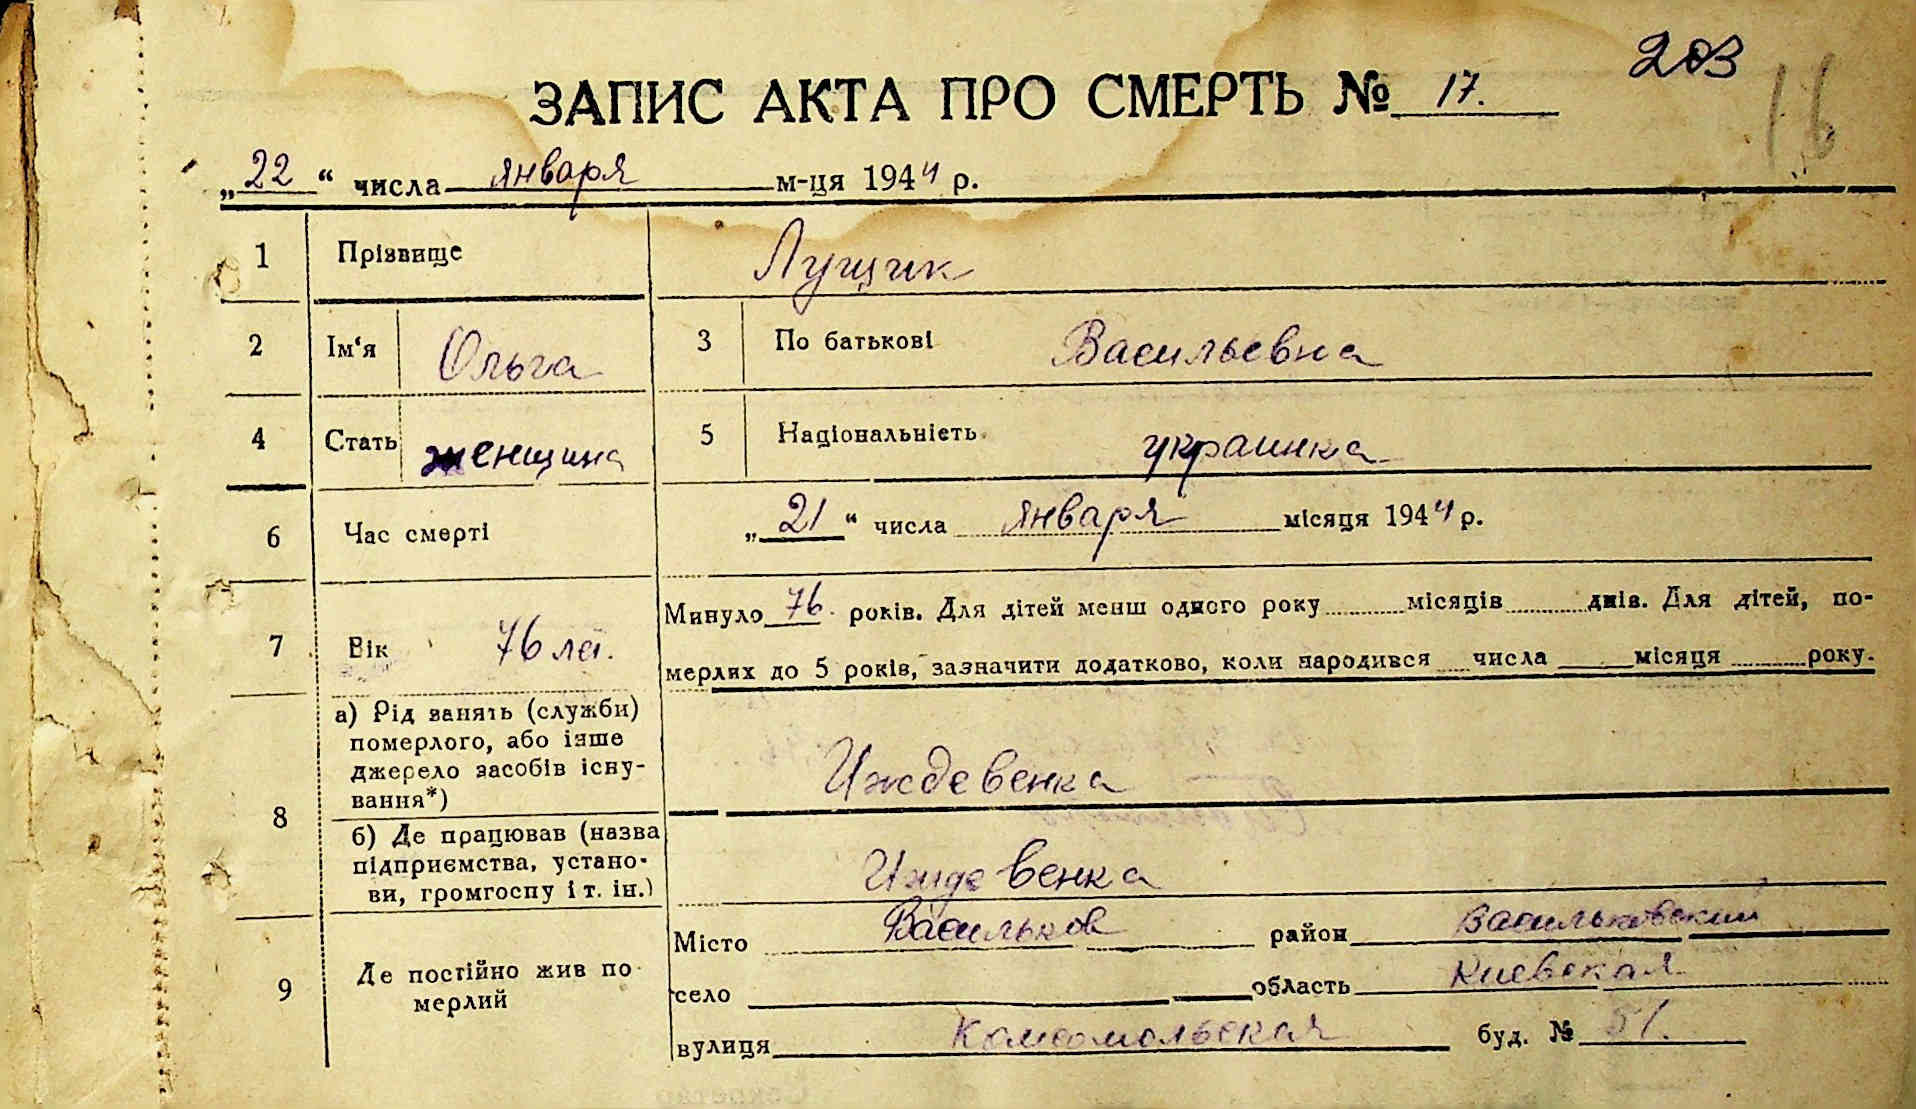 203
16
ЗАПИС АКТА ПРО СМЕРТЬ № 17.
„22“ числа января м-ця 1944 р.
1 Прізвище Лущик
2 Ім‘я Ольга 3 По батькові Васильевна
4 Стать женщина 5 Національність украинка
6 Час смерті „21“ числа января місяця 1944 р.
7 Вік 76 лет. Минуло 76. років. Для дітей менш одного року місяців днів. Для дітей, по-
мерлих до 5 років, зазначити додатково, коли народився числа місяця року.
8 а) Рід занять (служби)
померлого, або інше
джерело засобів існу-
вання*) Иждевенка
б) Де працював (назва
підприємства, устано-
ви, громгоспу і т. ін.) Иждевенка
9 Де постійно жив по
мерлий
Місто Васильков район Васильковский
село область Киевская
вулиця Комсомольская буд. № 51.